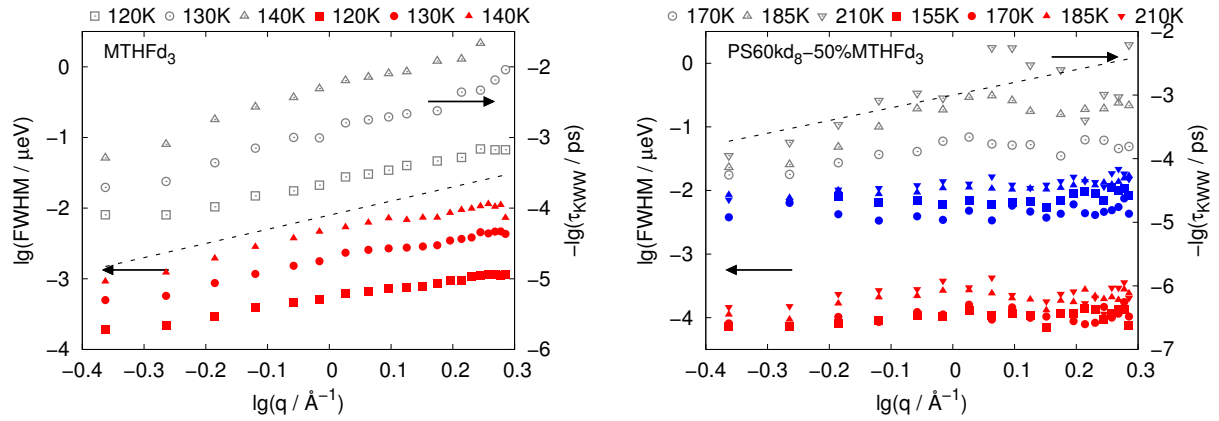 120K 130K 140K 120K 130K 140K
MTHFd₃
lg(FWHM / μeV)
0
−1
−2
−3
−4
−2
−3
−4
−5
−6
−lg(τKWW / ps)
−0.4 −0.3 −0.2 −0.1 0 0.1 0.2 0.3
lg(q / Å⁻¹)
170K 185K 210K 155K 170K 185K 210K
PS60kd₈−50%MTHFd₃
lg(FWHM / μeV)
0
−1
−2
−3
−4
−2
−3
−4
−5
−6
−7
−lg(τKWW / ps)
−0.4 −0.3 −0.2 −0.1 0 0.1 0.2 0.3
lg(q / Å⁻¹)